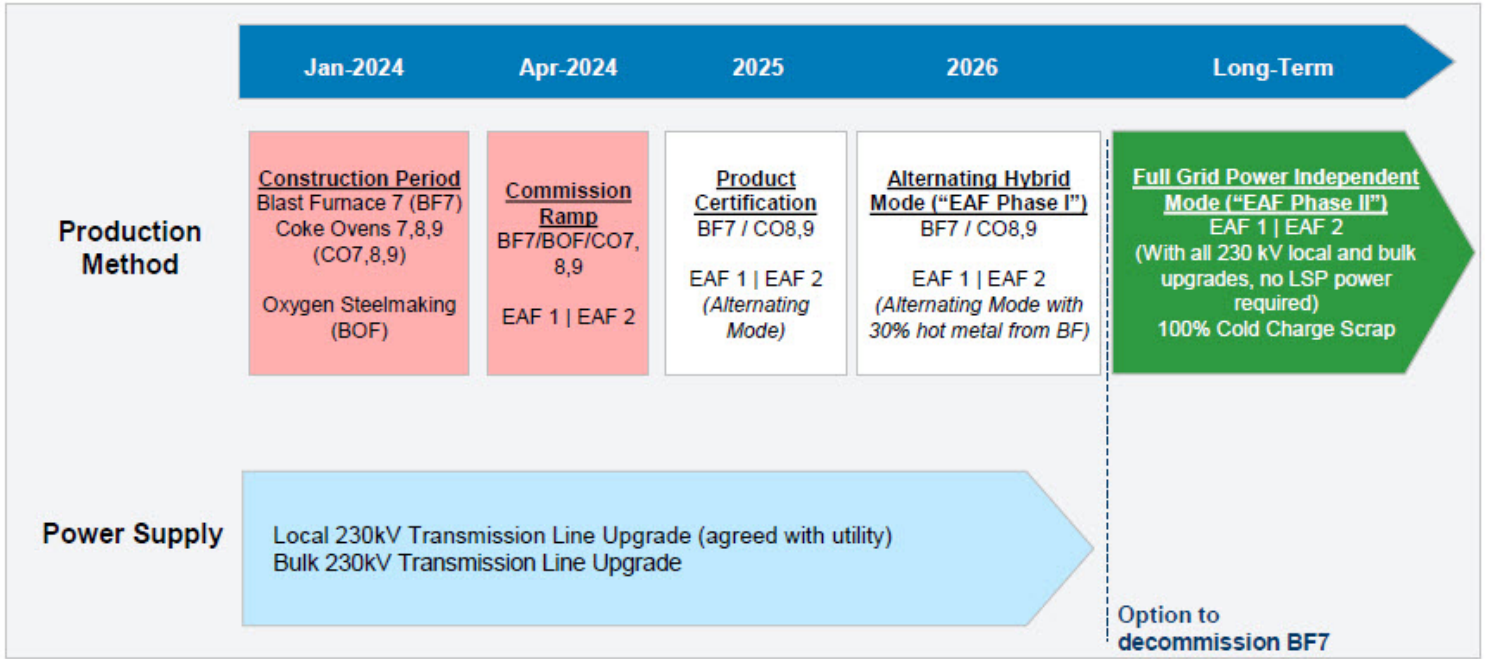 Jan-2024
Apr-2024
2025
2026
Long-Term
Production
Method
Construction Period
Blast Furnace 7 (BF7)
Coke Ovens 7,8,9
(CO7,8,9)
Oxygen Steelmaking
(BOF)
Commission
Ramp
BF7/BOF/CO7,
8,9
EAF 1 | EAF 2
Product
Certification
BF7 / CO8,9
EAF 1 | EAF 2
(Alternating
Mode)
Alternating Hybrid
Mode (“EAF Phase I”)
BF7 / CO8,9
EAF 1 | EAF 2
(Alternating Mode with
30% hot metal from BF)
Full Grid Power Independent
Mode (“EAF Phase II”)
EAF 1 | EAF 2
(With all 230 kV local and bulk
upgrades, no LSP power
required)
100% Cold Charge Scrap
Power Supply
Local 230kV Transmission Line Upgrade (agreed with utility)
Bulk 230kV Transmission Line Upgrade
Option to
decommission BF7